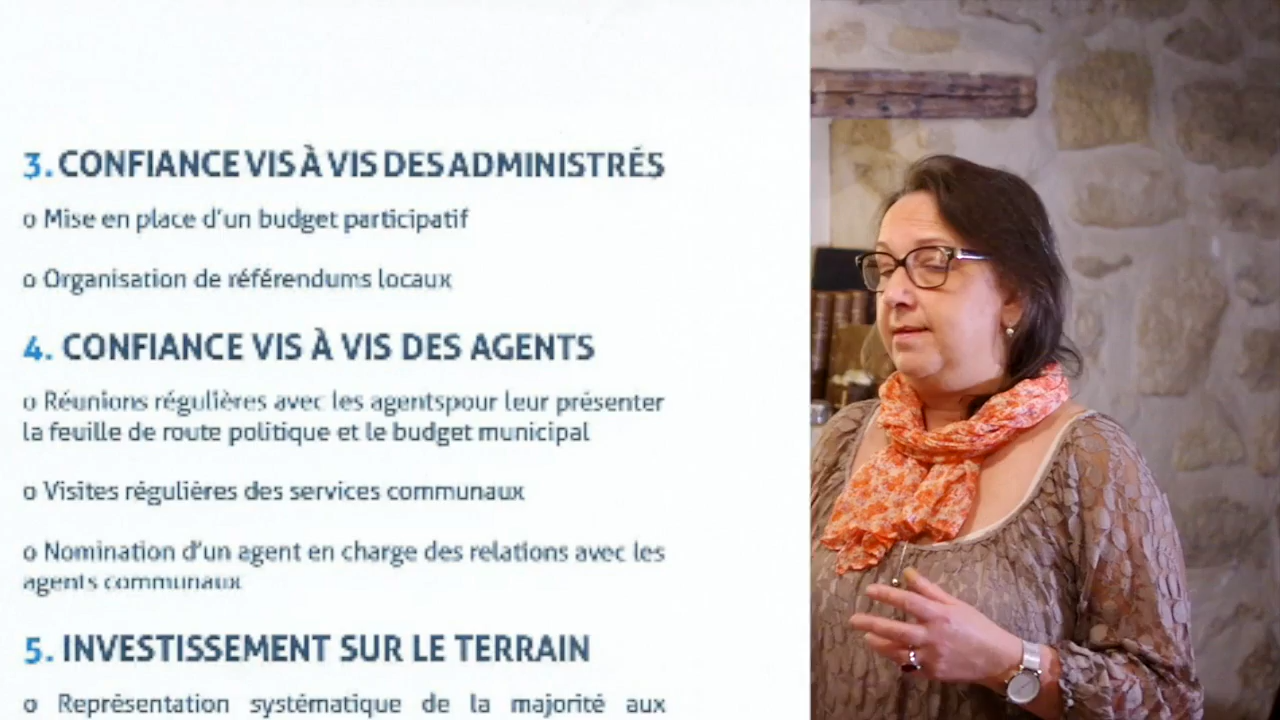 3. CONFIANCE VIS À VIS DES ADMINISTRÉS
o Mise en place d'un budget participatif
o Organisation de référendums locaux
4. CONFIANCE VIS À VIS DES AGENTS
o Réunions régulières avec les agentspour leur présenter
la feuille de route politique et le budget municipal
o Visites régulières des services communaux
o Nomination d'un agent en charge des relations avec les
agents communaux
5. INVESTISSEMENT SUR LE TERRAIN
o Représentation systématique de la majorité aux